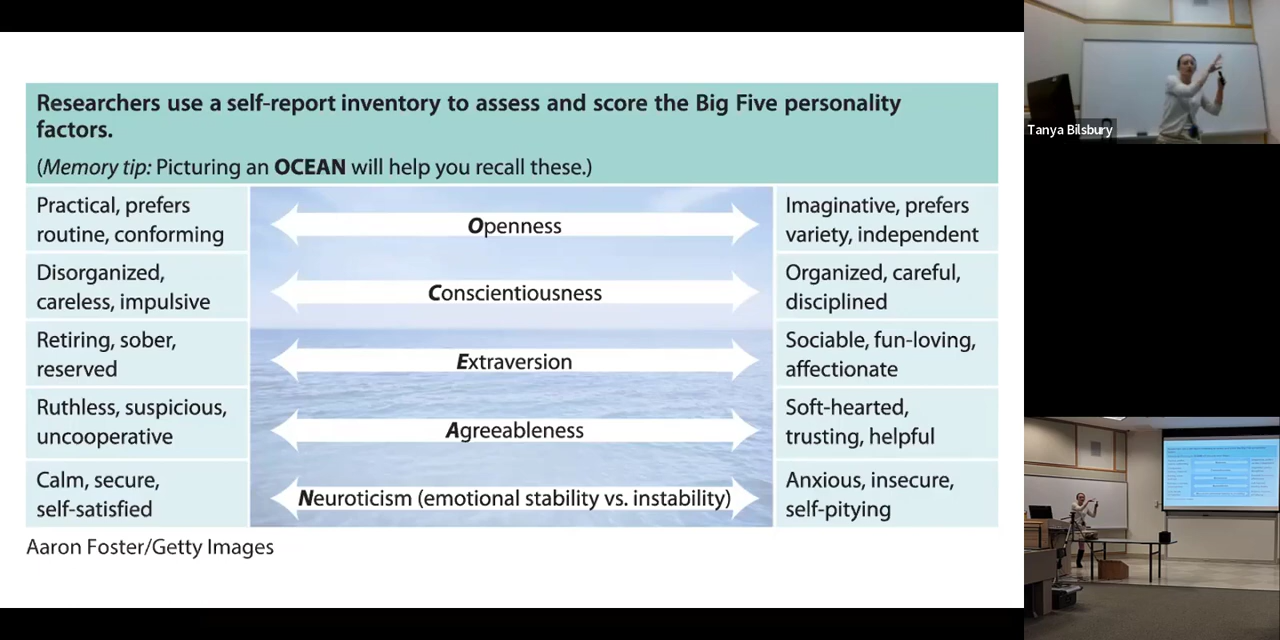 Researchers use a self-report inventory to assess and score the Big Five personality
factors.
(Memory tip: Picturing an OCEAN will help you recall these.)
Practical, prefers
routine, conforming
Openness
Imaginative, prefers
variety, independent
Disorganized,
careless, impulsive
Conscientiousness
Organized, careful,
disciplined
Retiring, sober,
reserved
Extraversion
Sociable, fun-loving,
affectionate
Ruthless, suspicious,
uncooperative
Agreeableness
Soft-hearted,
trusting, helpful
Calm, secure,
self-satisfied
Neuroticism (emotional stability vs. instability)
Anxious, insecure,
self-pitying
Aaron Foster/Getty Images
Tanya Bilsbury